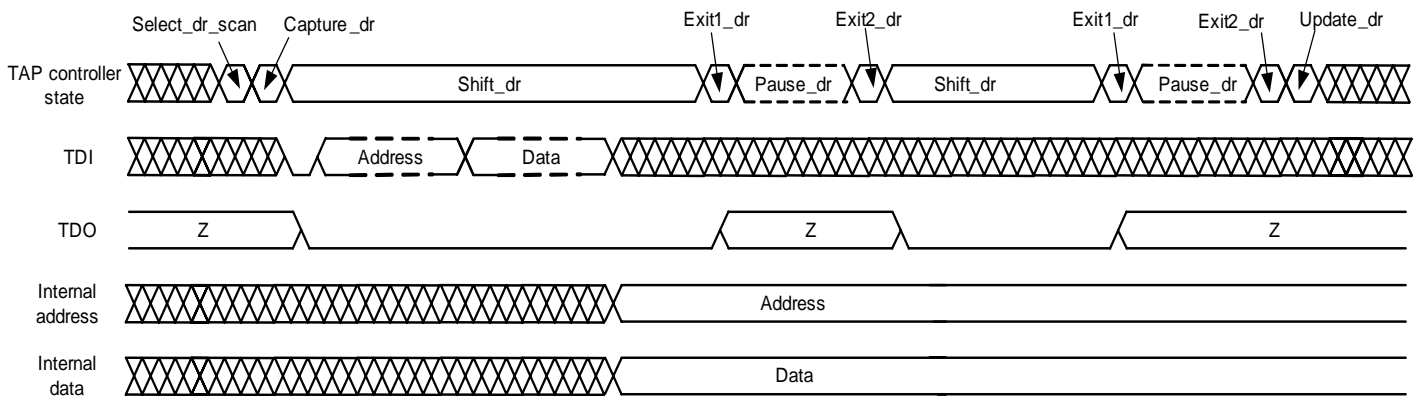 Select_dr_scan Capture_dr Exit1_dr Exit2_dr Exit1_dr Exit2_dr Update_dr
TAP controller
state
Shift_dr Pause_dr Shift_dr Pause_dr
TDI Address Data
TDO Z Z Z
Internal
address
Address
Internal
data
Data